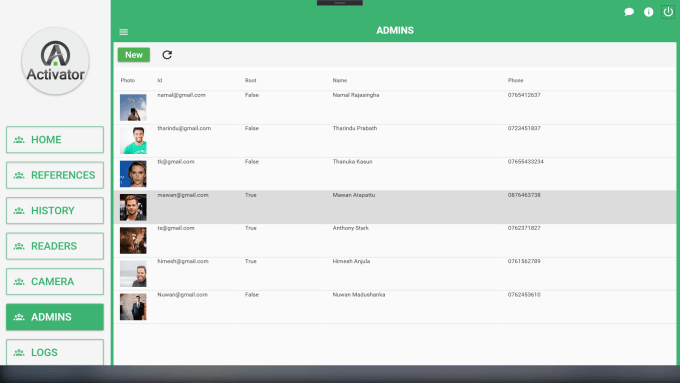 ADMINS
Activator
HOME
REFERENCES
HISTORY
READERS
CAMERA
ADMINS
LOGS
New
Photo Id Root Name Phone
namal@gmail.com False Namal Rajasingha 0765412637
tharindu@gmail.com False Tharindu Prabath 0723451837
tk@gmail.com False Thanuka Kasun 07655433234
mawan@gmail.com True Mawan Atapattu 0876463738
ts@gmail.com True Anthony Stark 0762371827
himesh@gmail.com True Himesh Anjula 0761562789
Nuwan@gmail.com False Nuwan Madushanka 0762453610